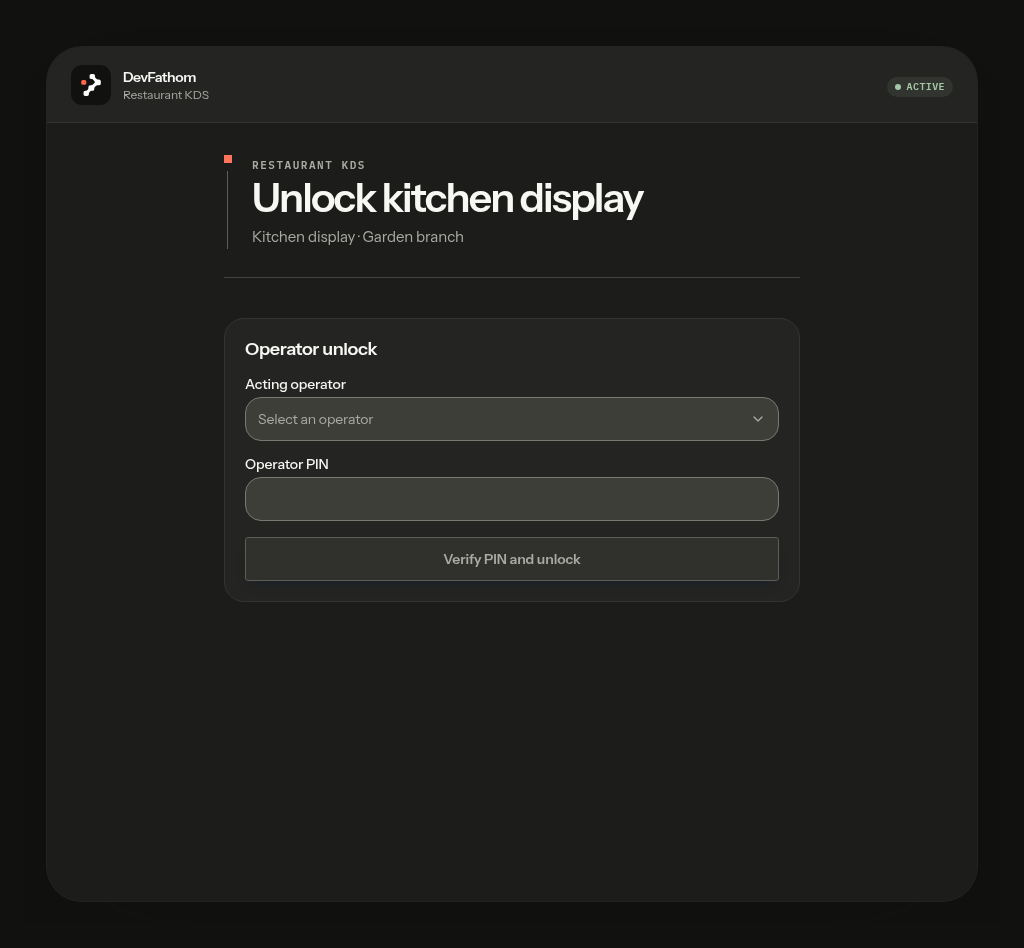 DevFathom
Restaurant KDS
ACTIVE
RESTAURANT KDS
Unlock kitchen display
Kitchen display · Garden branch
Operator unlock
Acting operator
Select an operator
Operator PIN
Verify PIN and unlock